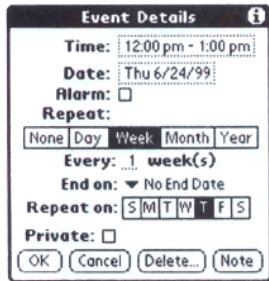 Event Details i
Time: 12:00 pm - 1:00 pm
Date: Thu 6/24/99
Alarm:
Repeat:
None Day Week Month Year
Every: 1 week(s)
End on: No End Date
Repeat on: S M T W T F S
Private:
OK Cancel Delete... Note